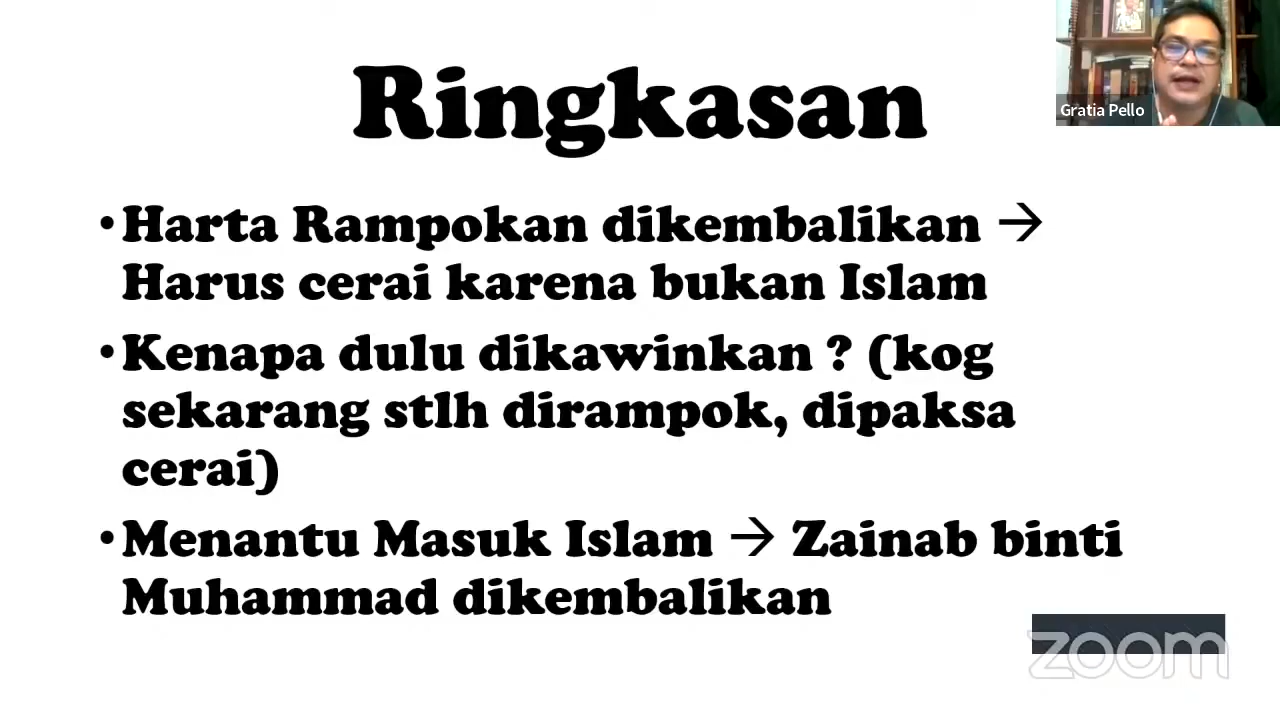 Ringkasan
Gratia Pello
•Harta Rampokan dikembalikan →
Harus cerai karena bukan Islam
•Kenapa dulu dikawinkan ? (kog
sekarang stlh dirampok, dipaksa
cerai)
•Menantu Masuk Islam → Zainab binti
Muhammad dikembalikan
zoom